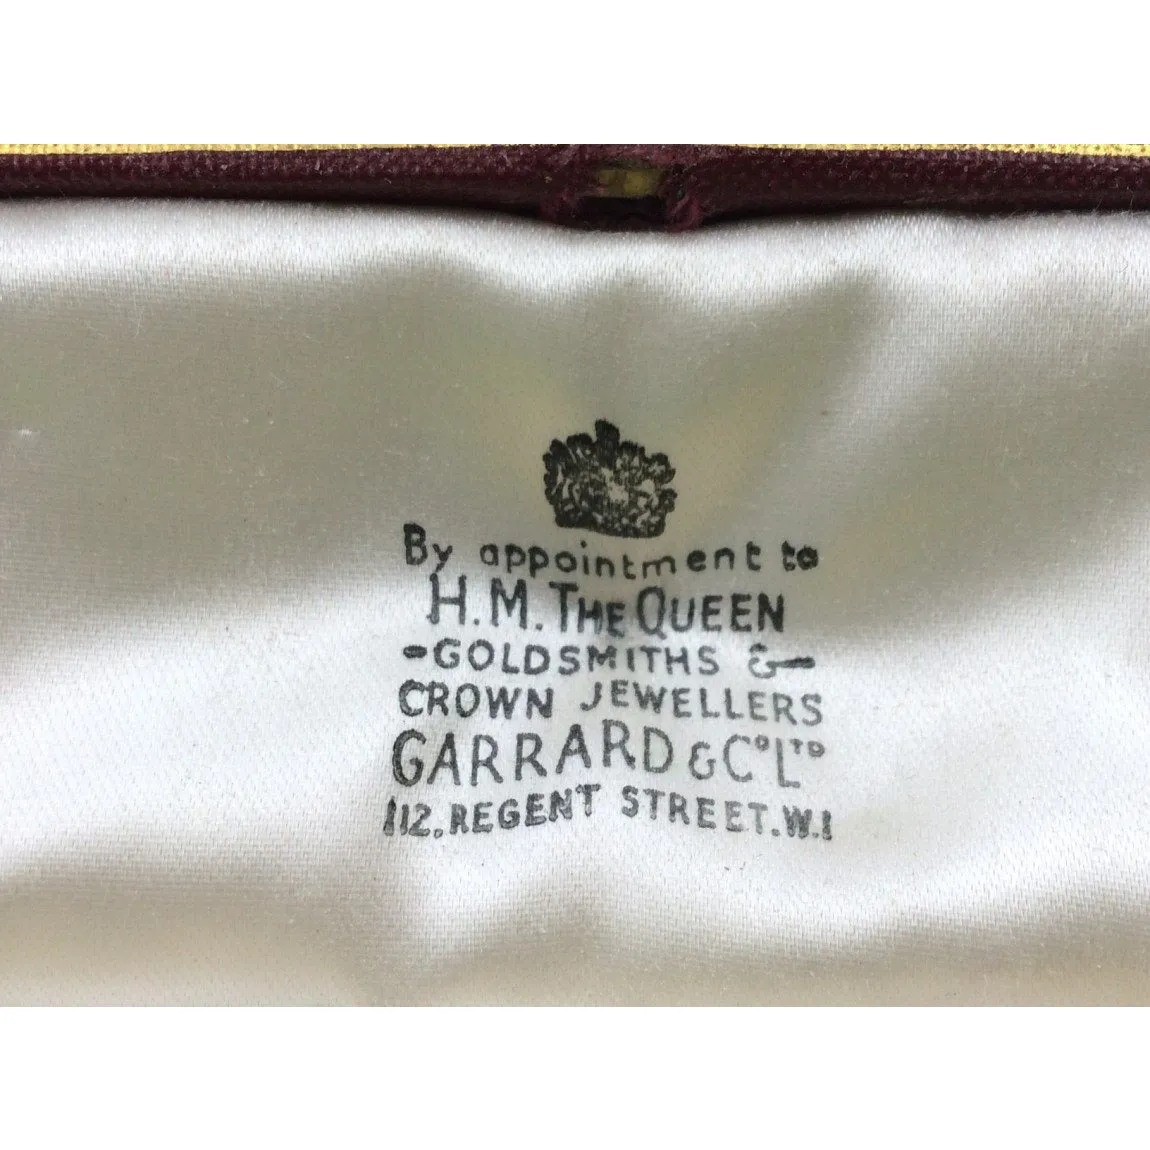 By appointment to
H.M. THE QUEEN
-GOLDSMITHS &-
CROWN JEWELLERS
GARRARD & Cº LTD
112. REGENT STREET. W.1